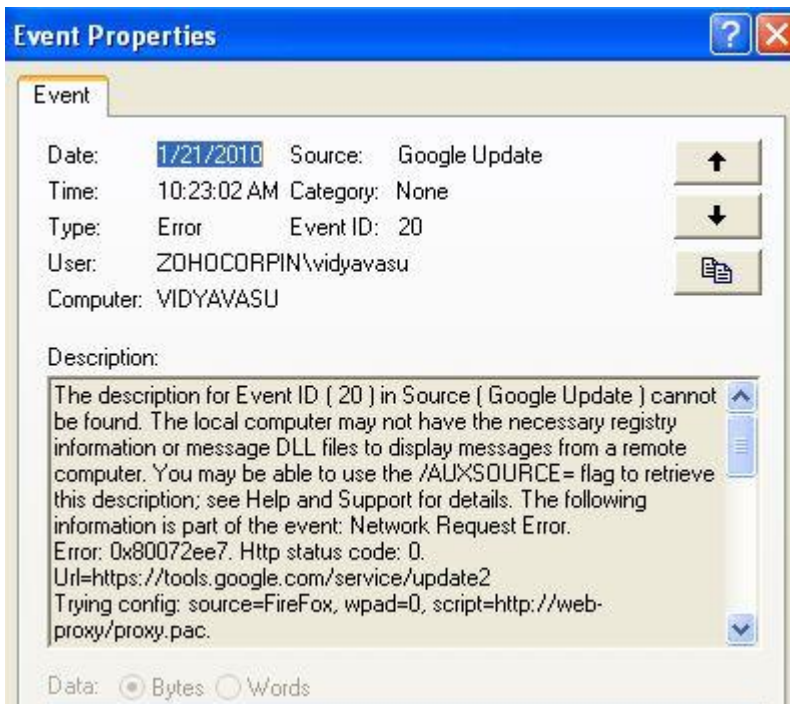 Event Properties
Event
Date: 1/21/2010 Source: Google Update
Time: 10:23:02 AM Category: None
Type: Error Event ID: 20
User: ZOHOCORPIN\vidyavasu
Computer: VIDYAVASU
Description:
The description for Event ID ( 20 ) in Source ( Google Update ) cannot
be found. The local computer may not have the necessary registry
information or message DLL files to display messages from a remote
computer. You may be able to use the /AUXSOURCE= flag to retrieve
this description; see Help and Support for details. The following
information is part of the event: Network Request Error.
Error: 0x80072ee7. Http status code: 0.
Url=https://tools.google.com/service/update2
Trying config: source=FireFox, wpad=0, script=http://web-
proxy/proxy.pac.
Data: Bytes Words